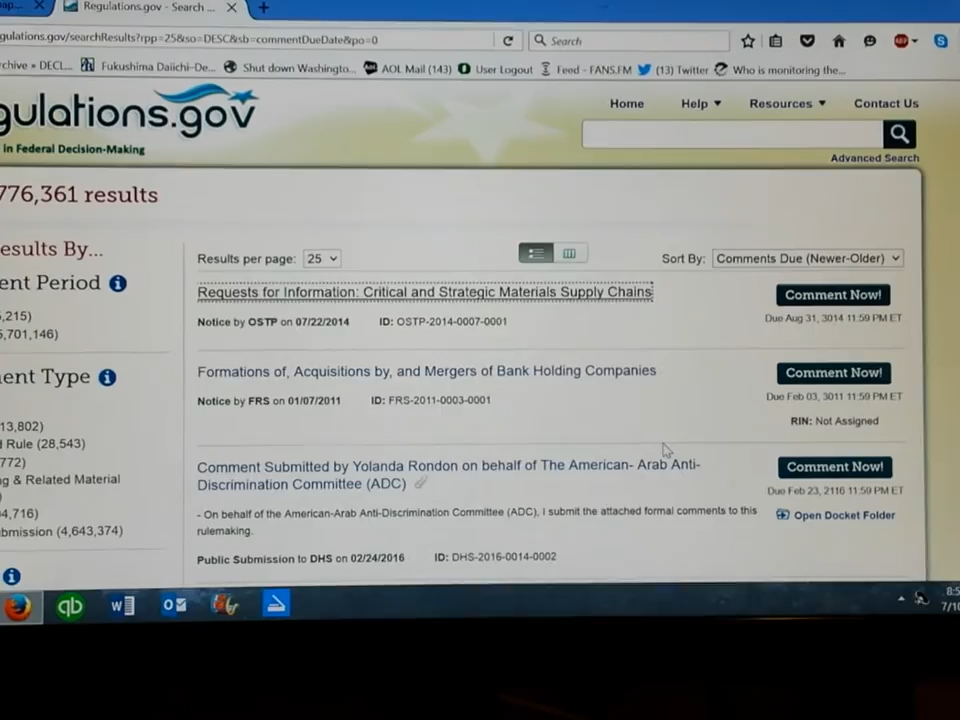 ap...
Regulations.gov - Search ...
gulations.gov/searchResults?rpp=25&so=DESC&sb=commentDueDate&po=0
Search
rchive » DECL...
Fukushima Daiichi-De...
Shut down Washingto...
AOL Mail (143)
User Logout
Feed - FANS.FM
(13) Twitter
Who is monitoring the...
gulations.gov
in Federal Decision-Making
Home
Help
Resources
Contact Us
Advanced Search
776,361 results
esults By...
ent Period
,215)
5,701,146)
ent Type
13,802)
d Rule (28,543)
772)
g & Related Material
)
4,716)
bmission (4,643,374)
Results per page: 25
Sort By: Comments Due (Newer-Older)
Requests for Information: Critical and Strategic Materials Supply Chains
Comment Now!
Due Aug 31, 3014 11:59 PM ET
Notice by OSTP on 07/22/2014 ID: OSTP-2014-0007-0001
Formations of, Acquisitions by, and Mergers of Bank Holding Companies
Comment Now!
Due Feb 03, 3011 11:59 PM ET
Notice by FRS on 01/07/2011 ID: FRS-2011-0003-0001
RIN: Not Assigned
Comment Submitted by Yolanda Rondon on behalf of The American- Arab Anti-
Discrimination Committee (ADC)
Comment Now!
Due Feb 23, 2116 11:59 PM ET
Open Docket Folder
- On behalf of the American-Arab Anti-Discrimination Committee (ADC), I submit the attached formal comments to this
rulemaking.
Public Submission to DHS on 02/24/2016 ID: DHS-2016-0014-0002
8:5
7/10